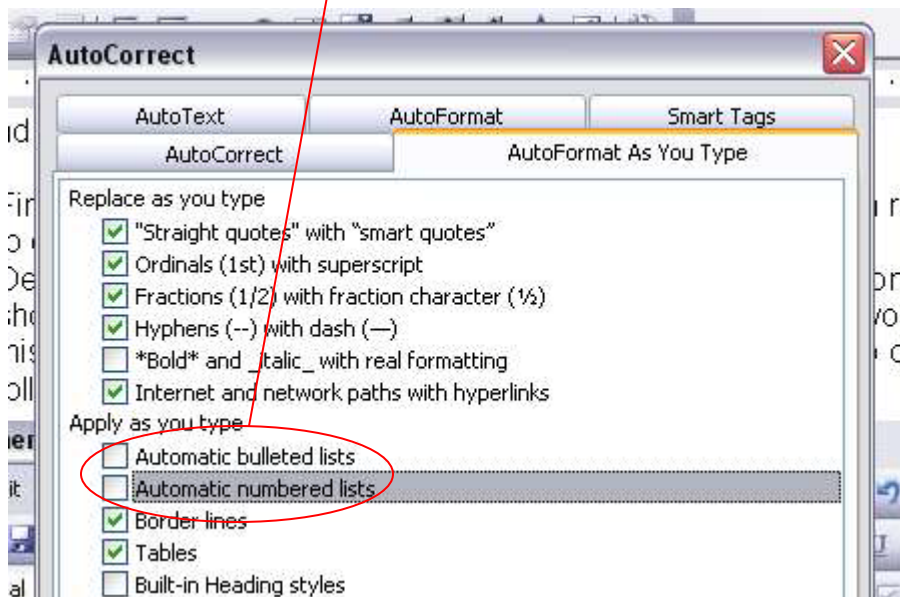 AutoCorrect
AutoText AutoFormat Smart Tags
AutoCorrect AutoFormat As You Type
Replace as you type
"Straight quotes" with “smart quotes”
Ordinals (1st) with superscript
Fractions (1/2) with fraction character (½)
Hyphens (--) with dash (—)
*Bold* and _italic_ with real formatting
Internet and network paths with hyperlinks
Apply as you type
Automatic bulleted lists
Automatic numbered lists
Border lines
Tables
Built-in Heading styles